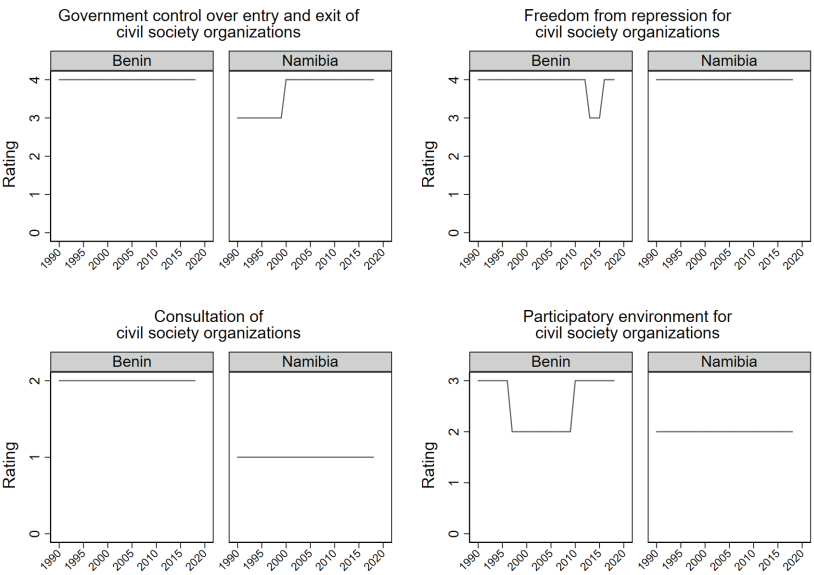 Government control over entry and exit of
civil society organizations
Benin
Namibia
Rating
4
3
2
1
0
1990 1995 2000 2005 2010 2015 2020
1990 1995 2000 2005 2010 2015 2020
Freedom from repression for
civil society organizations
Benin
Namibia
Rating
4
3
2
1
0
1990 1995 2000 2005 2010 2015 2020
1990 1995 2000 2005 2010 2015 2020
Consultation of
civil society organizations
Benin
Namibia
Rating
2
1
0
1990 1995 2000 2005 2010 2015 2020
1990 1995 2000 2005 2010 2015 2020
Participatory environment for
civil society organizations
Benin
Namibia
Rating
3
2
1
0
1990 1995 2000 2005 2010 2015 2020
1990 1995 2000 2005 2010 2015 2020